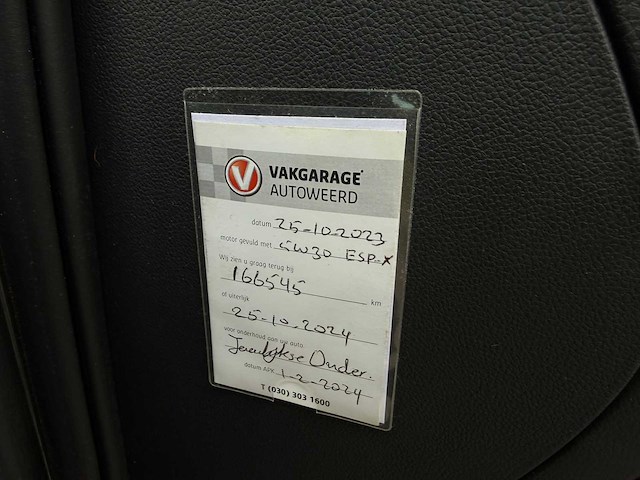 V VAKGARAGE
AUTOWEERD
datum 25-10-2023
motor gevuld met 5W30 ESP-X
Wij zien u graag terug bij
166545 km
of uiterlijk
25-10-2024
voor onderhoud aan uw auto.
Jaarlijkse Onder.
datum APK 1-2-2024
T (030) 303 1600